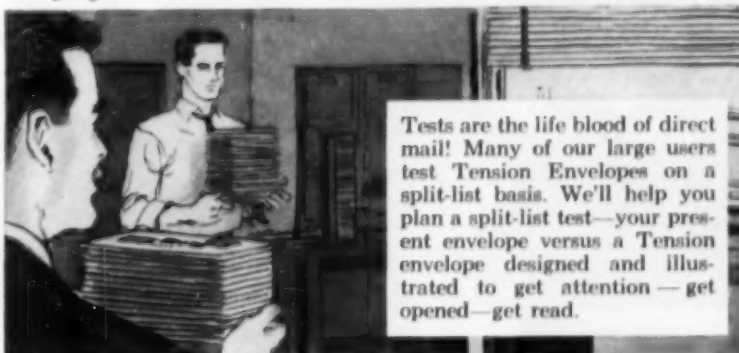 Tests are the life blood of direct
mail! Many of our large users
test Tension Envelopes on a
split-list basis. We'll help you
plan a split-list test—your pres-
ent envelope versus a Tension
envelope designed and illus-
trated to get attention — get
opened—get read.